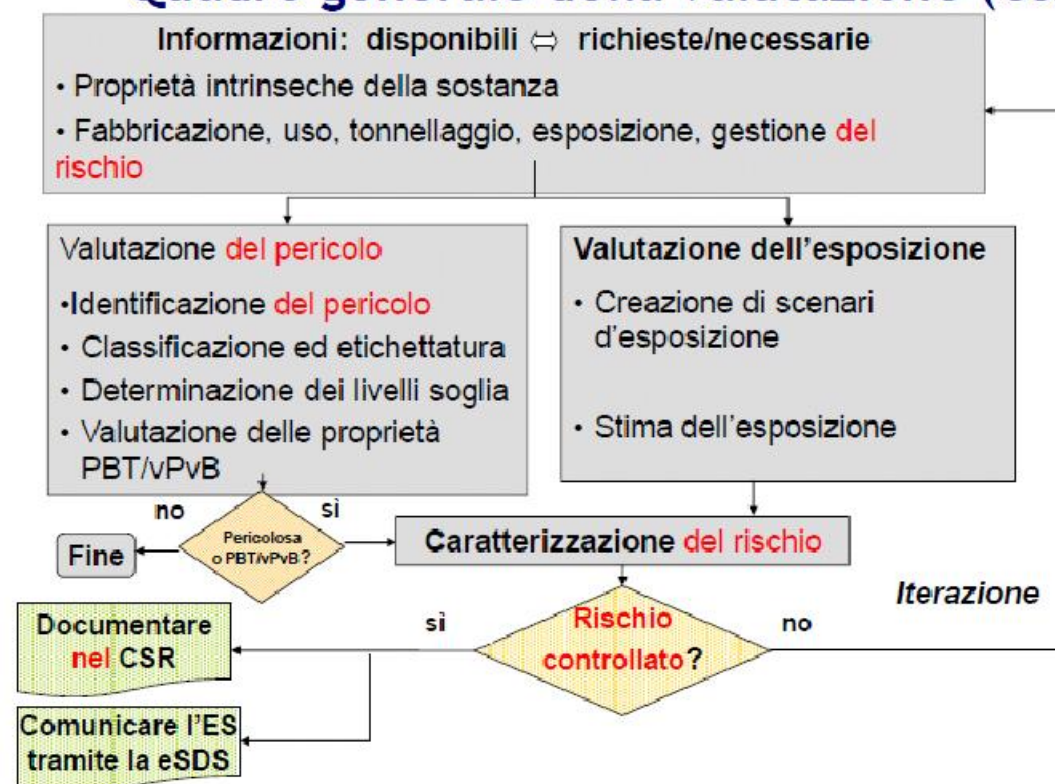 Informazioni: disponibili ⇔ richieste/necessarie
• Proprietà intrinseche della sostanza
• Fabbricazione, uso, tonnellaggio, esposizione, gestione del
rischio
Valutazione del pericolo
•Identificazione del pericolo
• Classificazione ed etichettatura
• Determinazione dei livelli soglia
• Valutazione delle proprietà
PBT/vPvB
Valutazione dell'esposizione
• Creazione di scenari
d'esposizione
• Stima dell'esposizione
no
sì
Pericolosa
o PBT/vPvB?
Fine
Caratterizzazione del rischio
Iterazione
sì
Rischio
controllato?
no
Documentare
nel CSR
Comunicare l'ES
tramite la eSDS